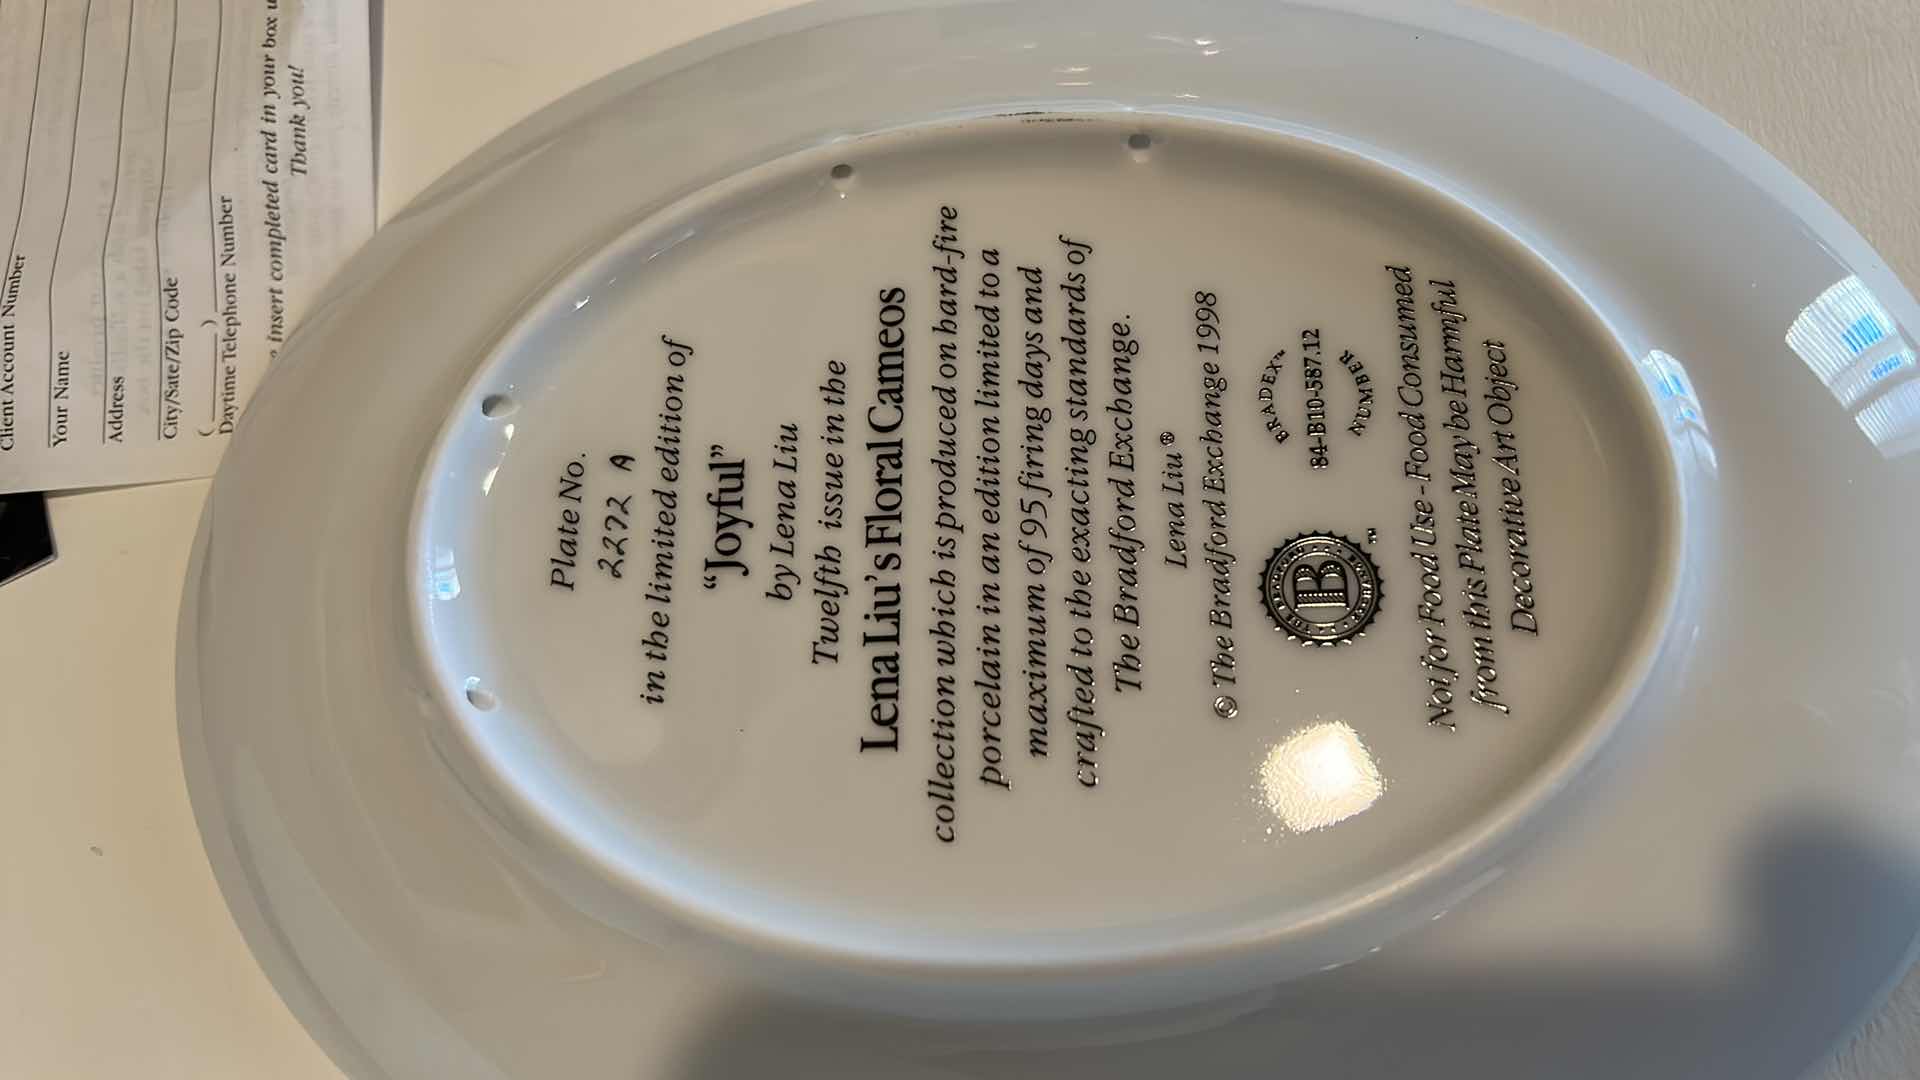 Plate No.
2272 A
in the limited edition of
“Joyful”
by Lena Liu
Twelfth issue in the
Lena Liu's Floral Cameos
collection which is produced on hard-fire
porcelain in an edition limited to a
maximum of 95 firing days and
crafted to the exacting standards of
The Bradford Exchange.
Lena Liu®
© The Bradford Exchange 1998
B
BRADEX™
84-B10-587.12
NUMBER
Not for Food Use - Food Consumed
from this Plate May be Harmful
Decorative Art Object
Client Account Number
Your Name
Address
City/Sate/Zip Code
( )
Daytime Telephone Number
insert completed card in your box
Thank you!